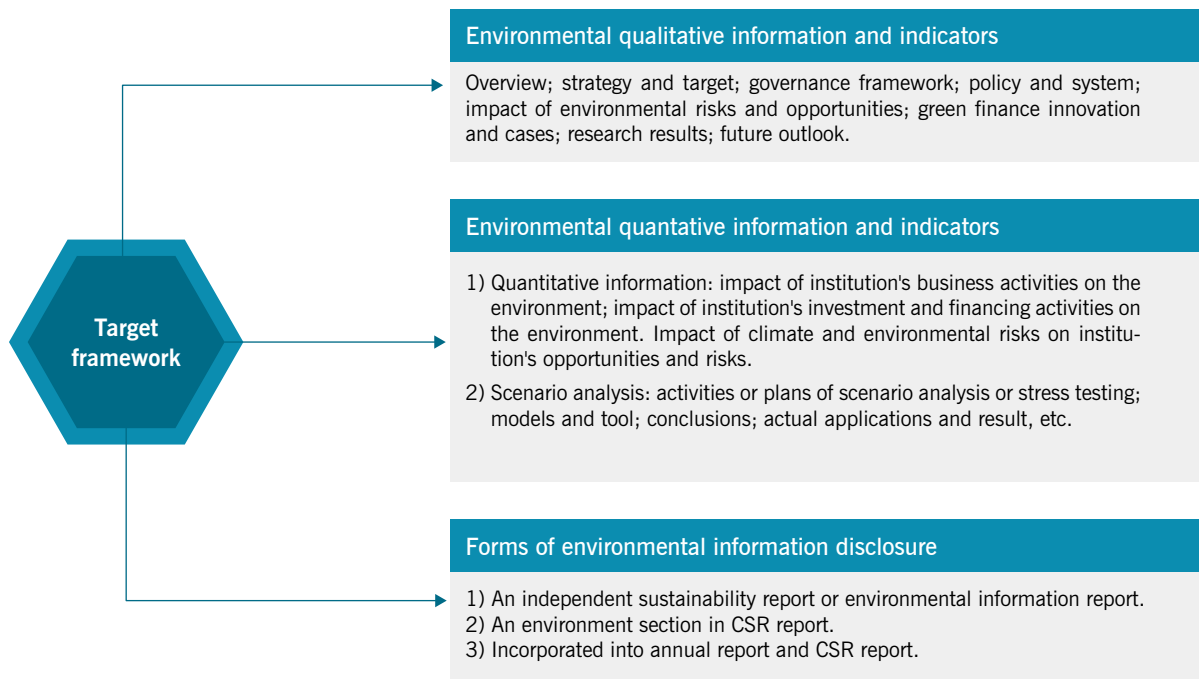 Environmental qualitative information and indicators
Overview; strategy and target; governance framework; policy and system;
impact of environmental risks and opportunities; green finance innovation
and cases; research results; future outlook.
Target
framework
Environmental quantative information and indicators
1) Quantitative information: impact of institution's business activities on the
environment; impact of institution's investment and financing activities on
the environment. Impact of climate and environmental risks on institu-
tion's opportunities and risks.
2) Scenario analysis: activities or plans of scenario analysis or stress testing;
models and tool; conclusions; actual applications and result, etc.
Forms of environmental information disclosure
1) An independent sustainability report or environmental information report.
2) An environment section in CSR report.
3) Incorporated into annual report and CSR report.